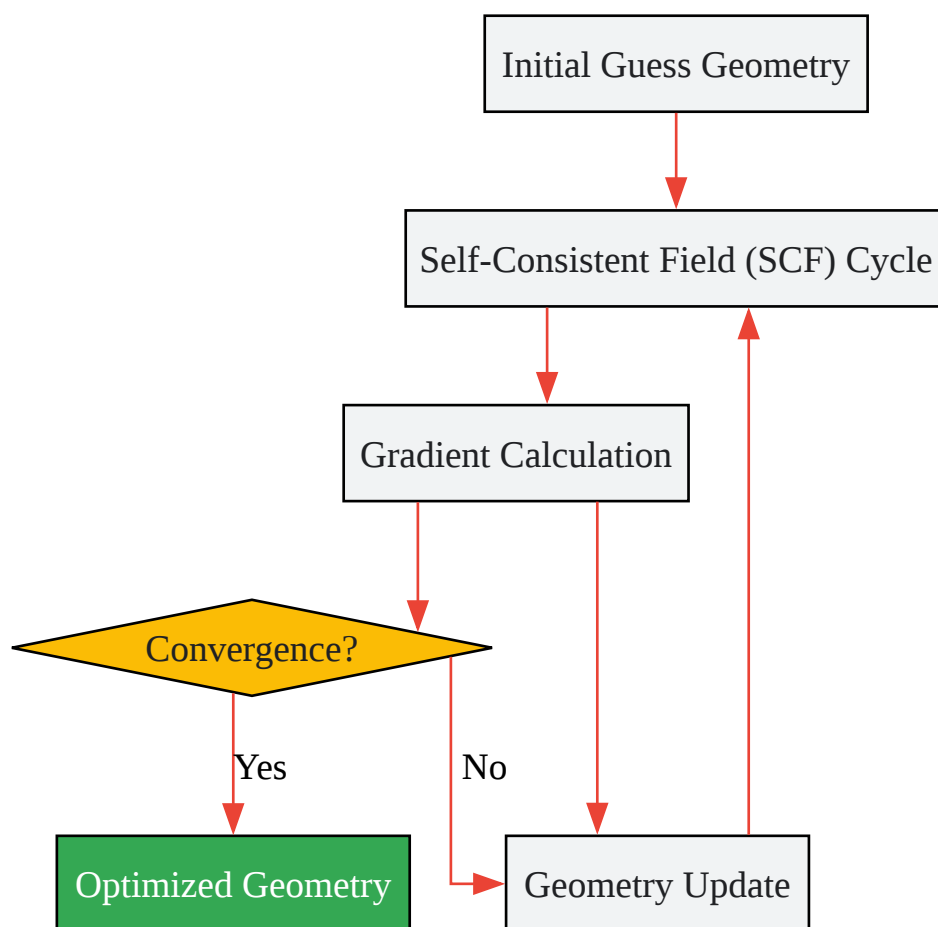 Initial Guess Geometry
Self-Consistent Field (SCF) Cycle
Gradient Calculation
Convergence?
Yes
No
Optimized Geometry
Geometry Update